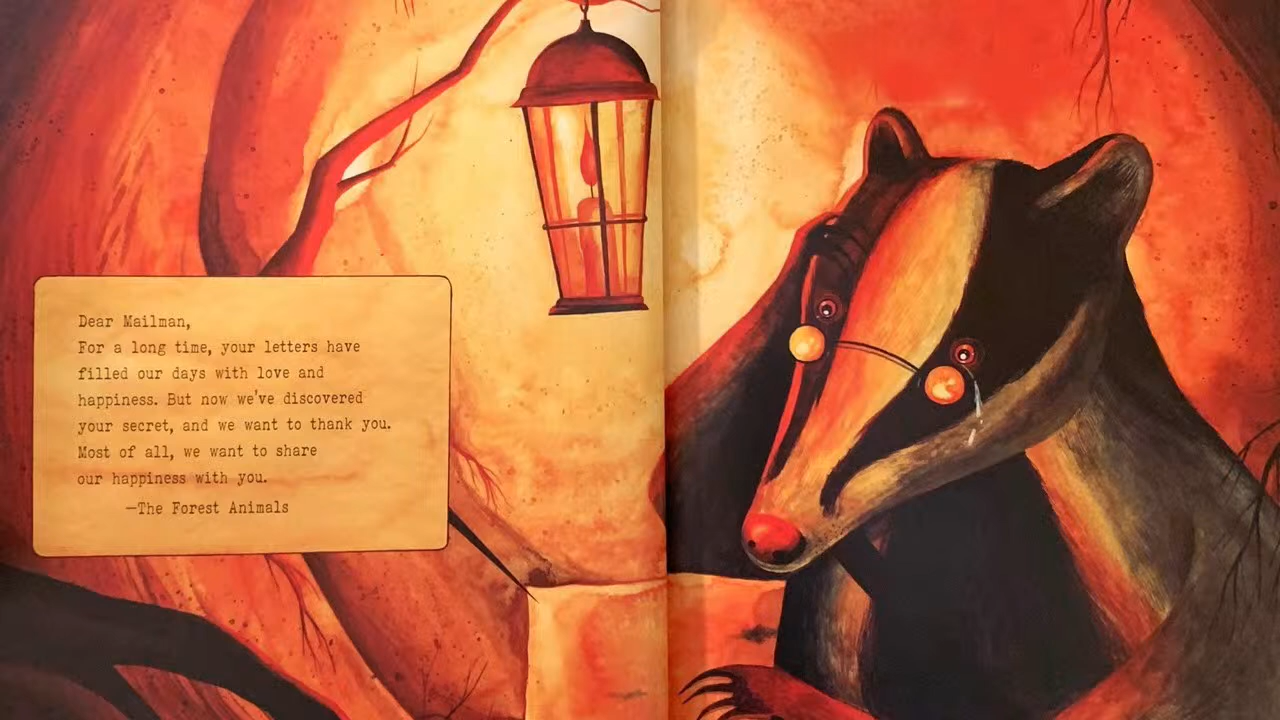 Dear Mailman,
For a long time, your letters have
filled our days with love and
happiness. But now we've discovered
your secret, and we want to thank you.
Most of all, we want to share
our happiness with you.
—The Forest Animals